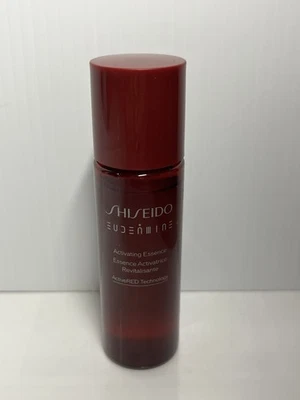 SHISEIDO
EUDERMINE
Activating Essence
Essence Activatrice
Revitalisante
ActiveRED Technology